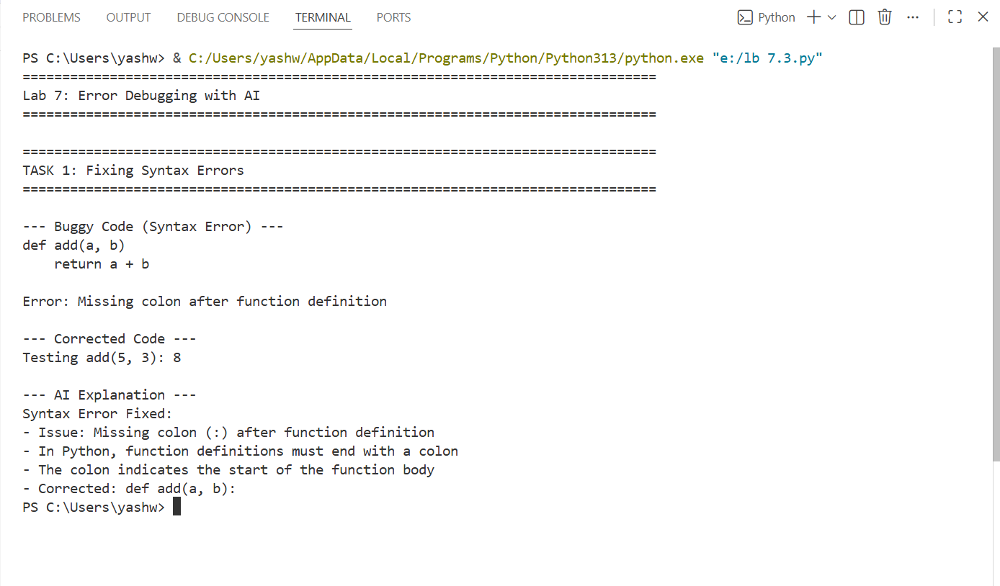 PROBLEMS OUTPUT DEBUG CONSOLE TERMINAL PORTS Python
PS C:\Users\yashw> & C:/Users/yashw/AppData/Local/Programs/Python/Python313/python.exe "e:/lb 7.3.py"
================================================================================
Lab 7: Error Debugging with AI
================================================================================
================================================================================
TASK 1: Fixing Syntax Errors
================================================================================
--- Buggy Code (Syntax Error) ---
def add(a, b)
    return a + b
Error: Missing colon after function definition
--- Corrected Code ---
Testing add(5, 3): 8
--- AI Explanation ---
Syntax Error Fixed:
- Issue: Missing colon (:) after function definition
- In Python, function definitions must end with a colon
- The colon indicates the start of the function body
- Corrected: def add(a, b):
PS C:\Users\yashw>